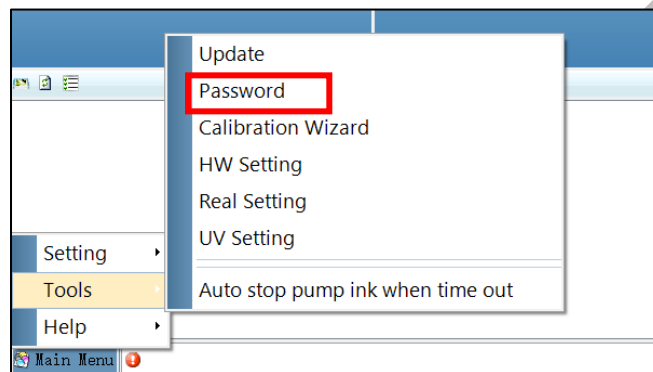 Update
Password
Calibration Wizard
HW Setting
Real Setting
UV Setting
Auto stop pump ink when time out
Setting
Tools
Help
Main Menu